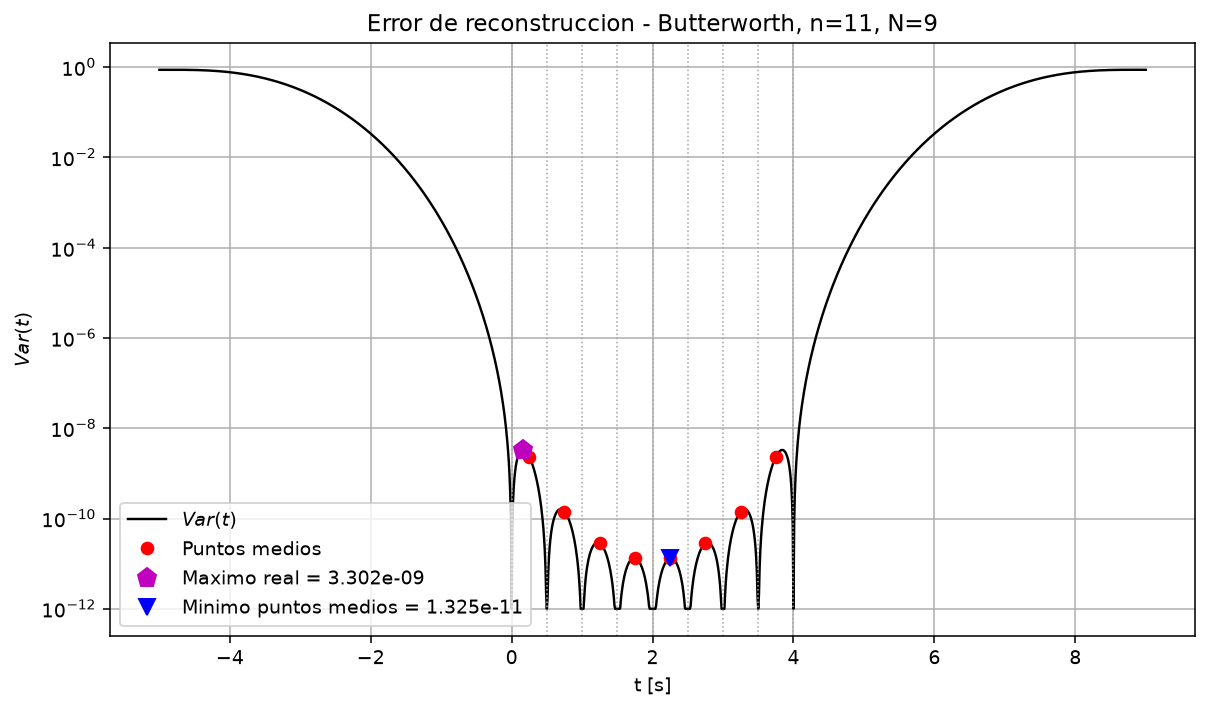 Error de reconstruccion - Butterworth, n=11, N=9
Var(t)
10⁰
10⁻²
10⁻⁴
10⁻⁶
10⁻⁸
10⁻¹⁰
10⁻¹²
Var(t)
Puntos medios
Maximo real = 3.302e-09
Minimo puntos medios = 1.325e-11
−4 −2 0 2 4 6 8
t [s]